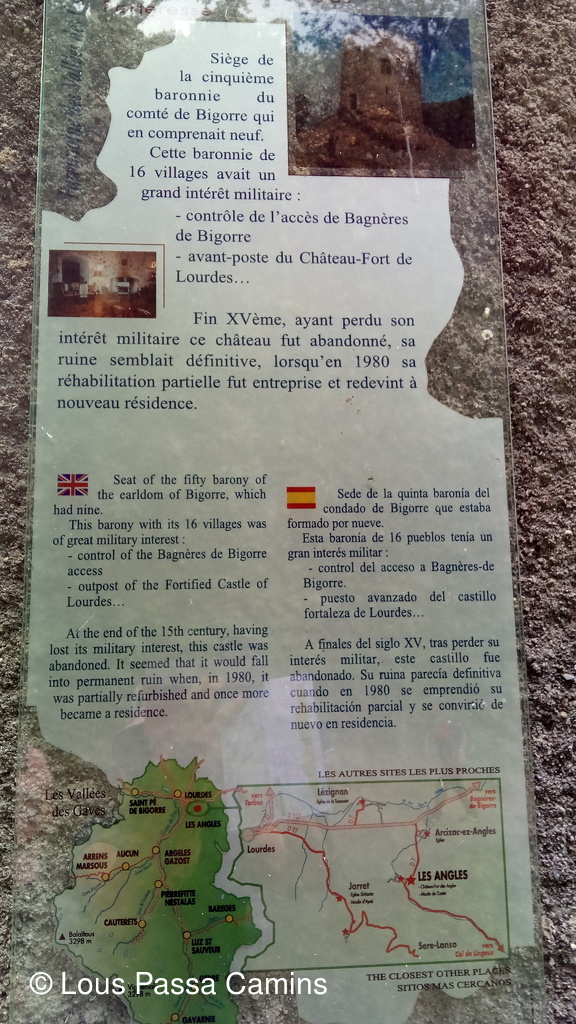 Siège de
la cinquième
baronnie du
comté de Bigorre qui
en comprenait neuf.
Cette baronnie de
16 villages avait un
grand intérêt militaire :
- contrôle de l'accès de Bagnères
de Bigorre
- avant-poste du Château-Fort de
Lourdes…
Fin XVème, ayant perdu son
intérêt militaire ce château fut abandonné, sa
ruine semblait définitive, lorsqu'en 1980 sa
réhabilitation partielle fut entreprise et redevint à
nouveau résidence.
Seat of the fifty barony of
the earldom of Bigorre, which
had nine.
This barony with its 16 villages was
of great military interest :
- control of the Bagnères de Bigorre
access
- outpost of the Fortified Castle of
Lourdes…
At the end of the 15th century, having
lost its military interest, this castle was
abandoned. It seemed that it would fall
into permanent ruin when, in 1980, it
was partially refurbished and once more
became a residence.
Sede de la quinta baronía del
condado de Bigorre que estaba
formado por nueve.
Esta baronía de 16 pueblos tenía un
gran interés militar :
- control del acceso a Bagnères-de
Bigorre.
- puesto avanzado del castillo
fortaleza de Lourdes…
A finales del siglo XV, tras perder su
interés militar, este castillo fue
abandonado. Su ruina parecía definitiva
cuando en 1980 se emprendió su
rehabilitación parcial y se convirtió de
nuevo en residencia.
Les Vallées
des Gaves
SAINT PÉ
DE BIGORRE
LOURDES
LES ANGLES
ARRENS
MARSOUS
AUCUN
ARGELES
GAZOST
PIERREFITTE
NESTALAS
CAUTERETS
BAREGES
LUZ ST
SAUVEUR
Balaïtous
3298 m
3298 m
GAVARNIE
LES AUTRES SITES LES PLUS PROCHES
vers
Tarbes
Lézignan
vers
Bagnères-
de-Bigorre
Lourdes
Arcizac-ez-Angles
Eglise
LES ANGLES
Jarret
Sere-Lanso
vers
Col de Lingous
THE CLOSEST OTHER PLACES
SITIOS MAS CERCANOS
© Lous Passa Camins